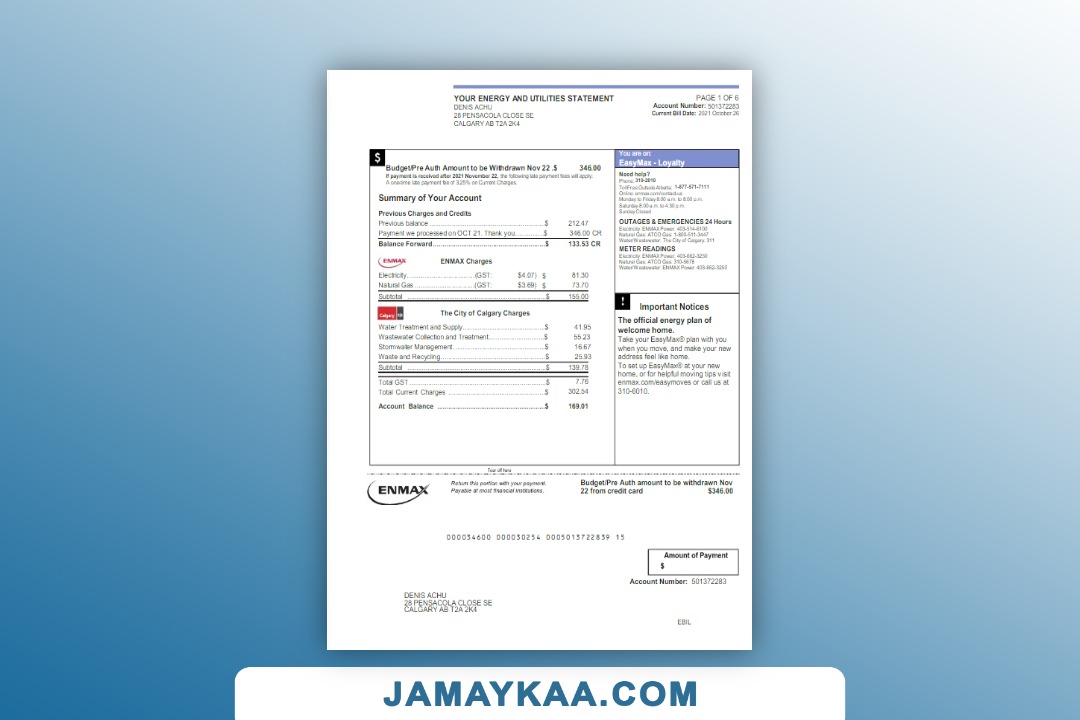 YOUR ENERGY AND UTILITIES STATEMENT
DENIS ACHU
28 PENSACOLA CLOSE SE
CALGARY AB T2A 2K4
PAGE 1 OF 6
Account Number: 501372283
Current Bill Date: 2021 October 26
$
Budget/Pre Auth Amount to be Withdrawn Nov 22 .$ 346.00
If payment is received after 2021 November 22, the following late payment fees will apply.
A one-time late payment fee of 3.25% on Current Charges.
Summary of Your Account
Previous Charges and Credits
Previous balance $ 212.47
Payment we processed on OCT 21. Thank you $ 346.00 CR
Balance Forward $ 133.53 CR
ENMAX
ENMAX Charges
Electricity (GST: $4.07) $ 81.30
Natural Gas (GST: $3.69) $ 73.70
Subtotal $ 155.00
Calgary
The City of Calgary Charges
Water Treatment and Supply $ 41.95
Wastewater Collection and Treatment $ 55.23
Stormwater Management $ 16.67
Waste and Recycling $ 25.93
Subtotal $ 139.78
Total GST $ 7.76
Total Current Charges $ 302.54
Account Balance $ 169.01
You are on:
EasyMax - Loyalty
Need help?
Phone: 310-2010
Toll Free Outside Alberta: 1-877-571-7111
Online: enmax.com/contact-us
Monday to Friday 8:00 a.m. to 8:00 p.m.
Saturday 8:00 a.m. to 4:30 p.m.
Sunday Closed
OUTAGES & EMERGENCIES 24 Hours
Electricity: ENMAX Power: 403-514-6100
Natural Gas: ATCO Gas: 1-800-511-3447
Water/Wastewater: The City of Calgary: 311
METER READINGS
Electricity: ENMAX Power: 403-662-3250
Natural Gas: ATCO Gas: 310-5678
Water/Wastewater: ENMAX Power: 403-662-3250
!
Important Notices
The official energy plan of
welcome home.
Take your EasyMax® plan with you
when you move, and make your new
address feel like home.
To set up EasyMax® at your new
home, or for helpful moving tips visit
enmax.com/easymoves or call us at
310-6010.
Tear off here
ENMAX
Return this portion with your payment.
Payable at most financial institutions.
Budget/Pre Auth amount to be withdrawn Nov
22 from credit card $346.00
000034600 000030254 0005013722839 15
Amount of Payment
$
Account Number: 501372283
DENIS ACHU
28 PENSACOLA CLOSE SE
CALGARY AB T2A 2K4
EBIL
JAMAYKAA.COM